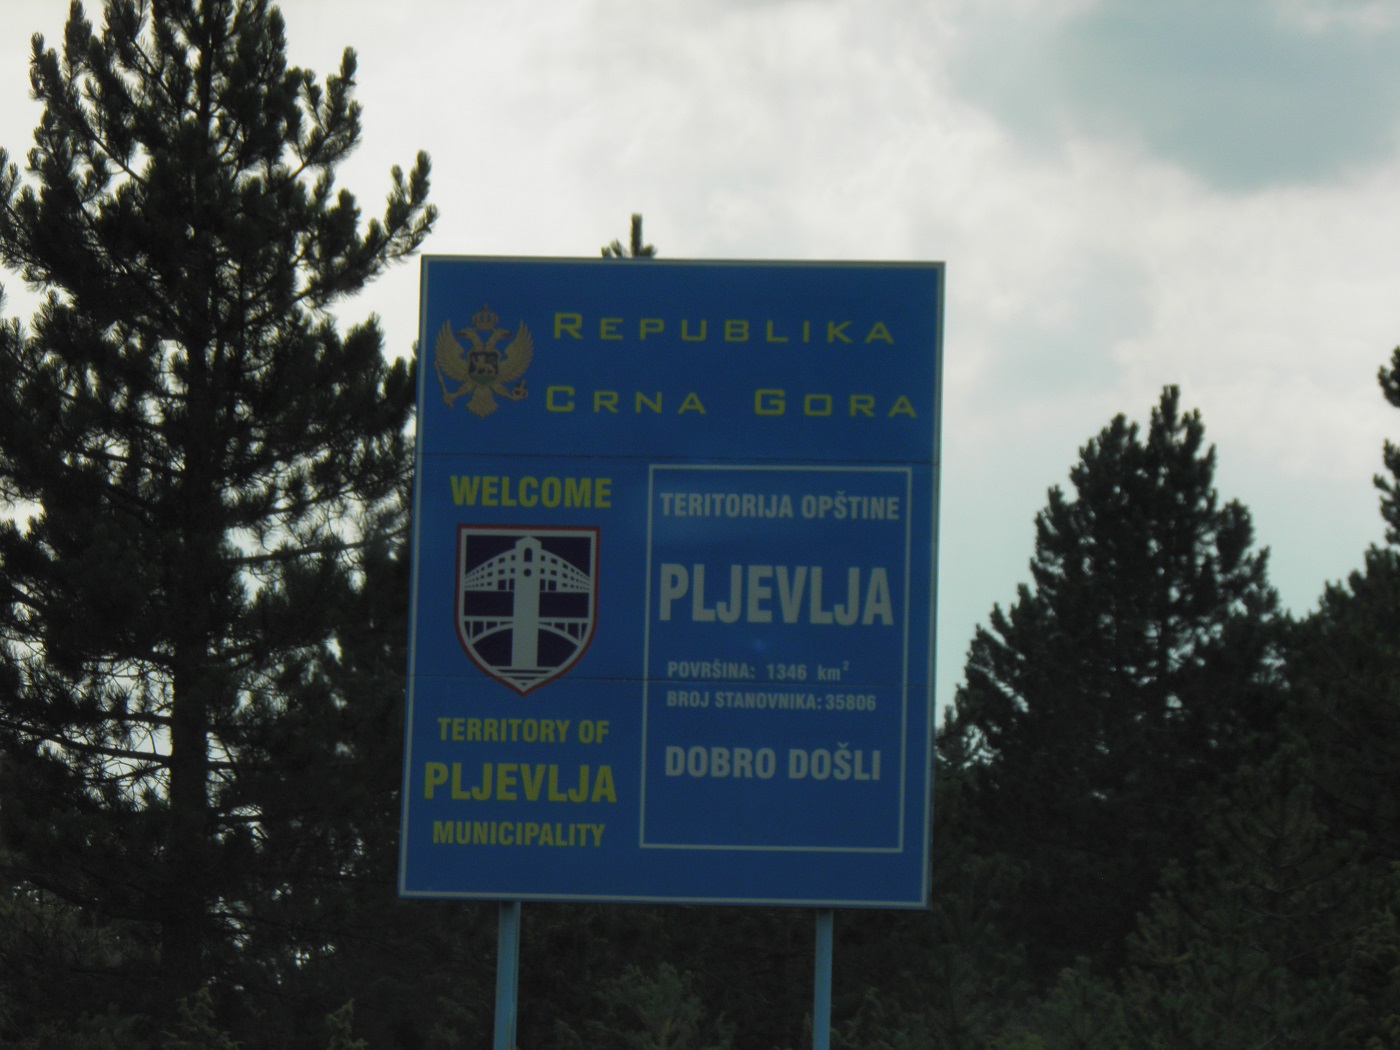 REPUBLIKA
CRNA GORA
WELCOME
TERRITORY OF
PLJEVLJA
MUNICIPALITY
TERITORIJA OPŠTINE
PLJEVLJA
POVRŠINA: 1346 km²
BROJ STANOVNIKA: 35806
DOBRO DOŠLI